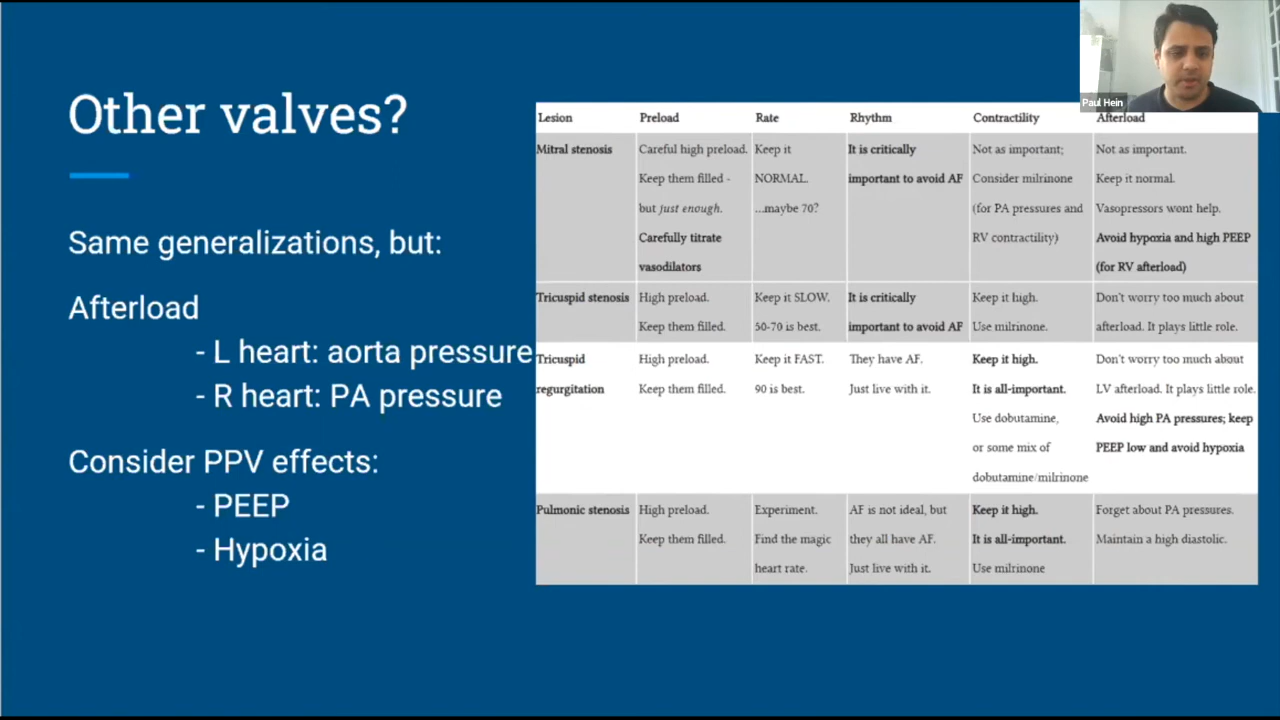 Other valves?
Same generalizations, but:
Afterload
- L heart: aorta pressure
- R heart: PA pressure
Consider PPV effects:
- PEEP
- Hypoxia
Paul Hein
Lesion Preload Rate Rhythm Contractility Afterload
Mitral stenosis Careful high preload. Keep it It is critically Not as important; Not as important.
Keep them filled - NORMAL. important to avoid AF Consider milrinone Keep it normal.
but just enough. ...maybe 70? (for PA pressures and Vasopressors wont help.
Carefully titrate RV contractility) Avoid hypoxia and high PEEP
vasodilators (for RV afterload)
Tricuspid stenosis High preload. Keep it SLOW. It is critically Keep it high. Don't worry too much about
Keep them filled. 50-70 is best. important to avoid AF Use milrinone. afterload. It plays little role.
Tricuspid High preload. Keep it FAST. They have AF. Keep it high. Don't worry too much about
regurgitation Keep them filled. 90 is best. Just live with it. It is all-important. LV afterload. It plays little role.
Use dobutamine, Avoid high PA pressures; keep
or some mix of PEEP low and avoid hypoxia
dobutamine/milrinone
Pulmonic stenosis High preload. Experiment. AF is not ideal, but Keep it high. Forget about PA pressures.
Keep them filled. Find the magic they all have AF. It is all-important. Maintain a high diastolic.
heart rate. Just live with it. Use milrinone